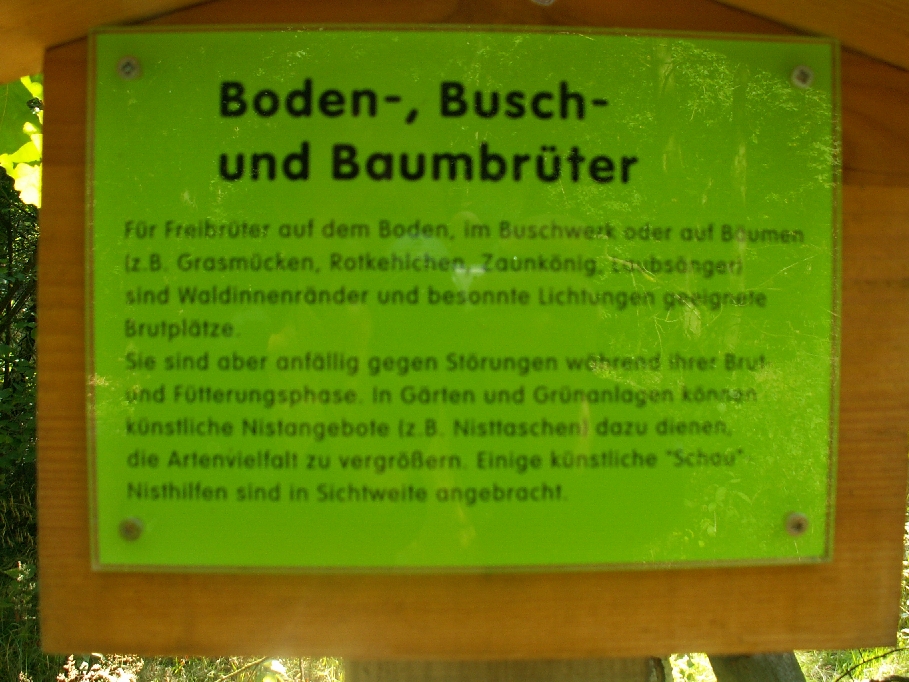 Boden-, Busch-
und Baumbrüter
Für Freibrüter auf dem Boden, im Buschwerk oder auf Bäumen
(z.B. Grasmücken, Rotkehlchen, Zaunkönig, Laubsänger)
sind Waldinnenränder und besonnte Lichtungen geeignete
Brutplätze.
Sie sind aber anfällig gegen Störungen während ihrer Brut-
und Fütterungsphase. In Gärten und Grünanlagen können
künstliche Nistangebote (z.B. Nisttaschen) dazu dienen,
die Artenvielfalt zu vergrößern. Einige künstliche "Schau"-
Nisthilfen sind in Sichtweite angebracht.